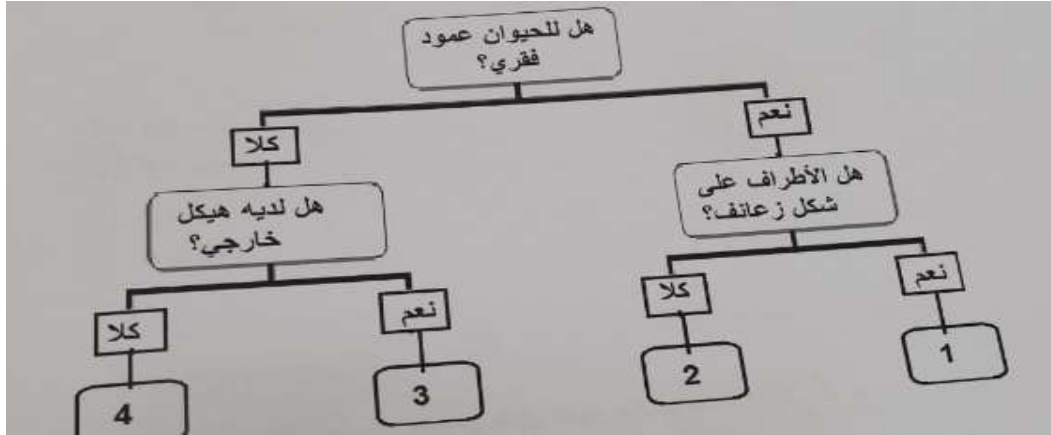 هل للحيوان عمود
فقري؟
نعم
كلا
هل الأطراف على
شكل زعانف؟
هل لديه هيكل
خارجي؟
نعم
كلا
نعم
كلا
1
2
3
4